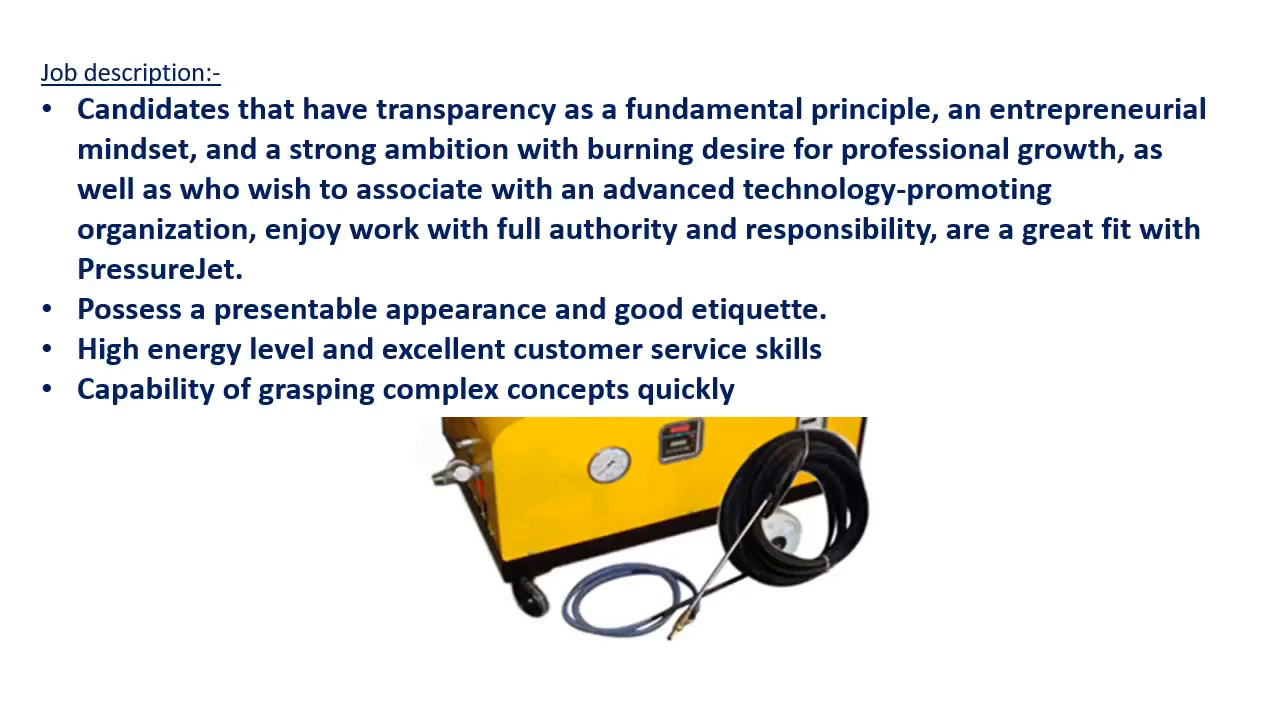 Job description:-
• Candidates that have transparency as a fundamental principle, an entrepreneurial
mindset, and a strong ambition with burning desire for professional growth, as
well as who wish to associate with an advanced technology-promoting
organization, enjoy work with full authority and responsibility, are a great fit with
PressureJet.
• Possess a presentable appearance and good etiquette.
• High energy level and excellent customer service skills
• Capability of grasping complex concepts quickly